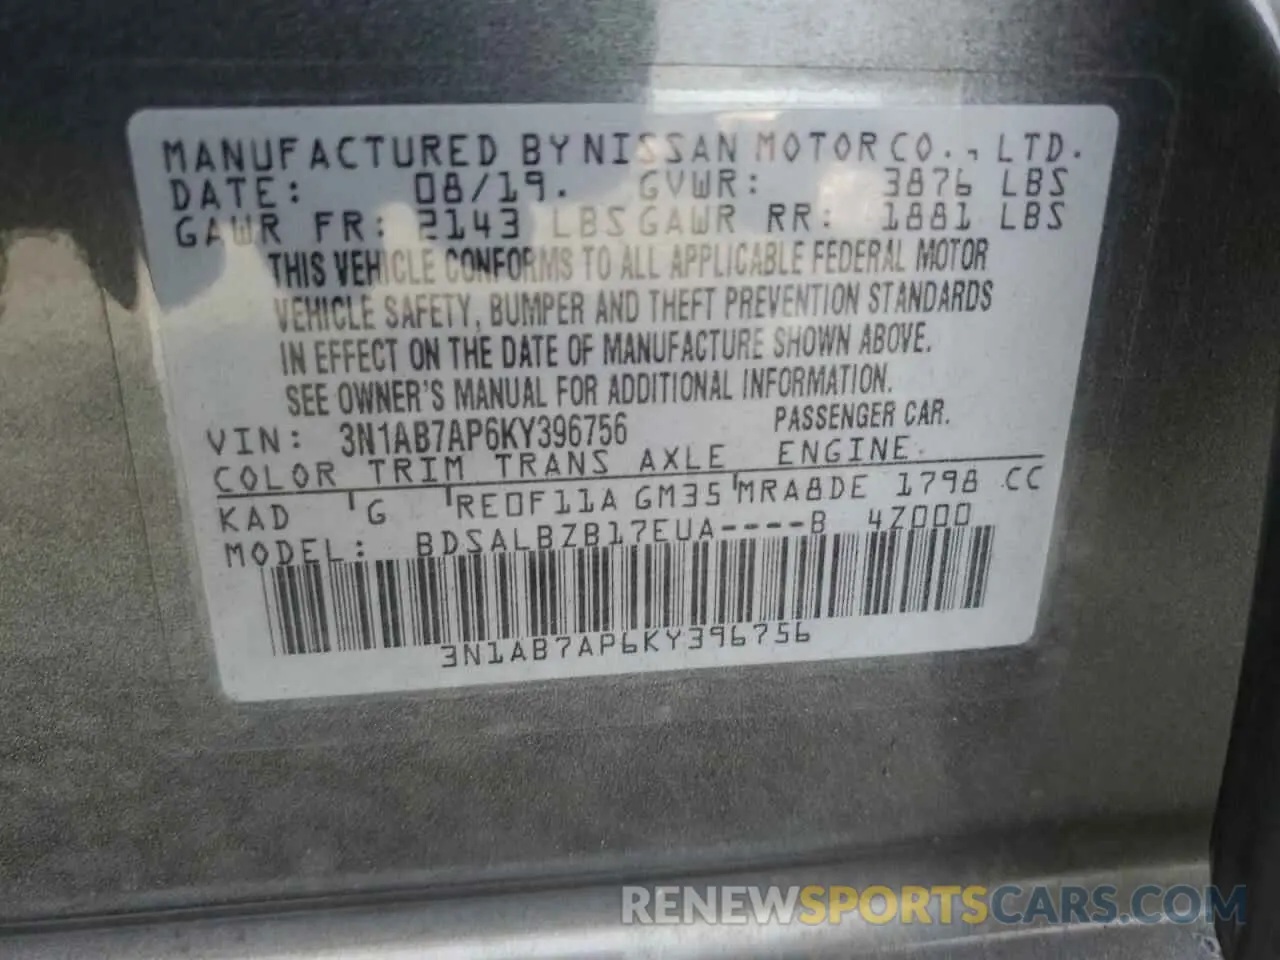 MANUFACTURED BY NISSAN MOTOR CO., LTD.
DATE: 08/19. GVWR: 3876 LBS
GAWR FR: 2143 LBS GAWR RR: 1881 LBS
THIS VEHICLE CONFORMS TO ALL APPLICABLE FEDERAL MOTOR
VEHICLE SAFETY, BUMPER AND THEFT PREVENTION STANDARDS
IN EFFECT ON THE DATE OF MANUFACTURE SHOWN ABOVE.
SEE OWNER'S MANUAL FOR ADDITIONAL INFORMATION.
VIN: 3N1AB7AP6KY396756 PASSENGER CAR.
COLOR TRIM TRANS AXLE ENGINE
KAD G RE0F11A GM35 MRA8DE 1798 CC
MODEL: BDSALBZB17EUA----B 4Z000
3N1AB7AP6KY396756
RENEWSPORTSCARS.COM